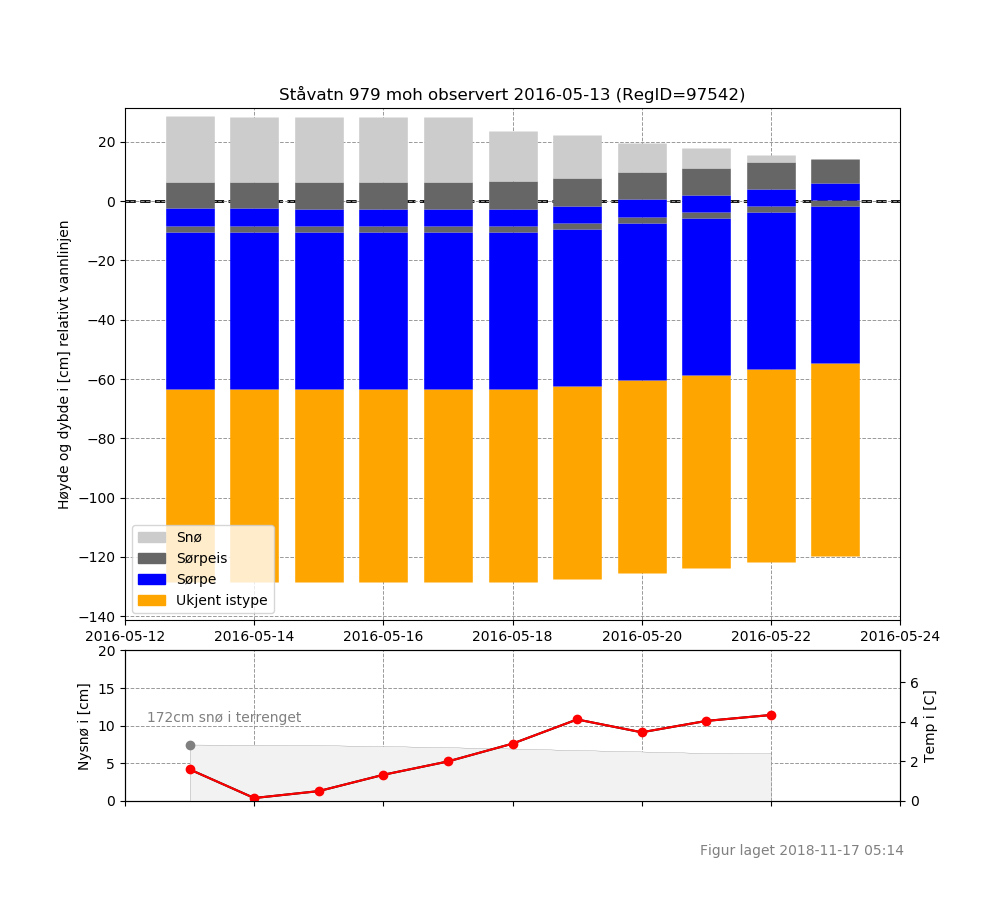 Ståvatn 979 moh observert 2016-05-13 (RegID=97542)
Høyde og dybde i [cm] relativt vannlinjen
20
0
−20
−40
−60
−80
−100
−120
−140
Snø
Sørpeis
Sørpe
Ukjent istype
2016-05-12
2016-05-14
2016-05-16
2016-05-18
2016-05-20
2016-05-22
2016-05-24
Nysnø i [cm]
20
15
10
5
0
172cm snø i terrenget
6
4
2
0
Temp i [C]
Figur laget 2018-11-17 05:14